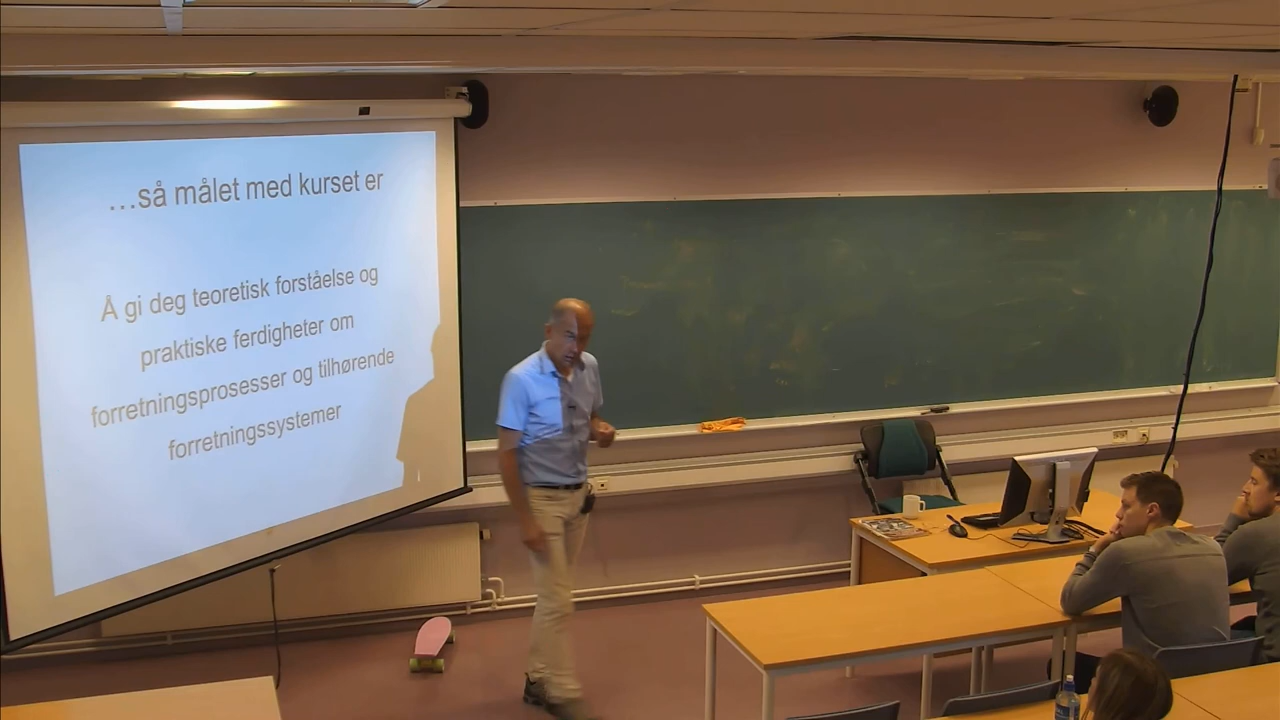 ...så målet med kurset er
Å gi deg teoretisk forståelse og
praktiske ferdigheter om
forretningsprosesser og tilhørende
forretningssystemer